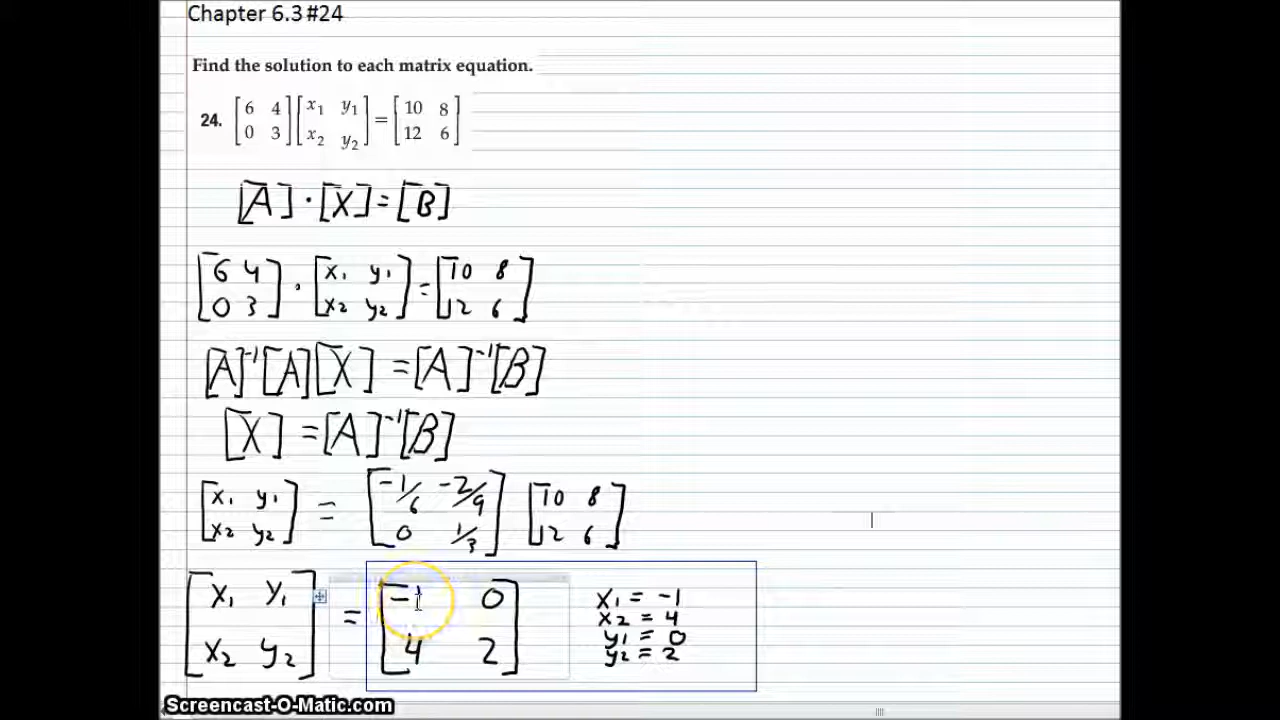 Chapter 6.3 #24
Find the solution to each matrix equation.
24. [6 4] [x₁ y₁] = [10 8]
[0 3] [x₂ y₂] [12 6]
[A] · [X] = [B]
[6 4] · [x₁ y₁] = [10 8]
[0 3] [x₂ y₂] [12 6]
[A]⁻¹ [A] [X] = [A]⁻¹ [B]
[X] = [A]⁻¹ [B]
[x₁ y₁] = [-1/6 -2/9] [10 8]
[x₂ y₂] [0 1/3] [12 6]
[x₁ y₁] = [-1 0]
[x₂ y₂] [4 2]
x₁ = -1
x₂ = 4
y₁ = 0
y₂ = 2
Screencast-O-Matic.com